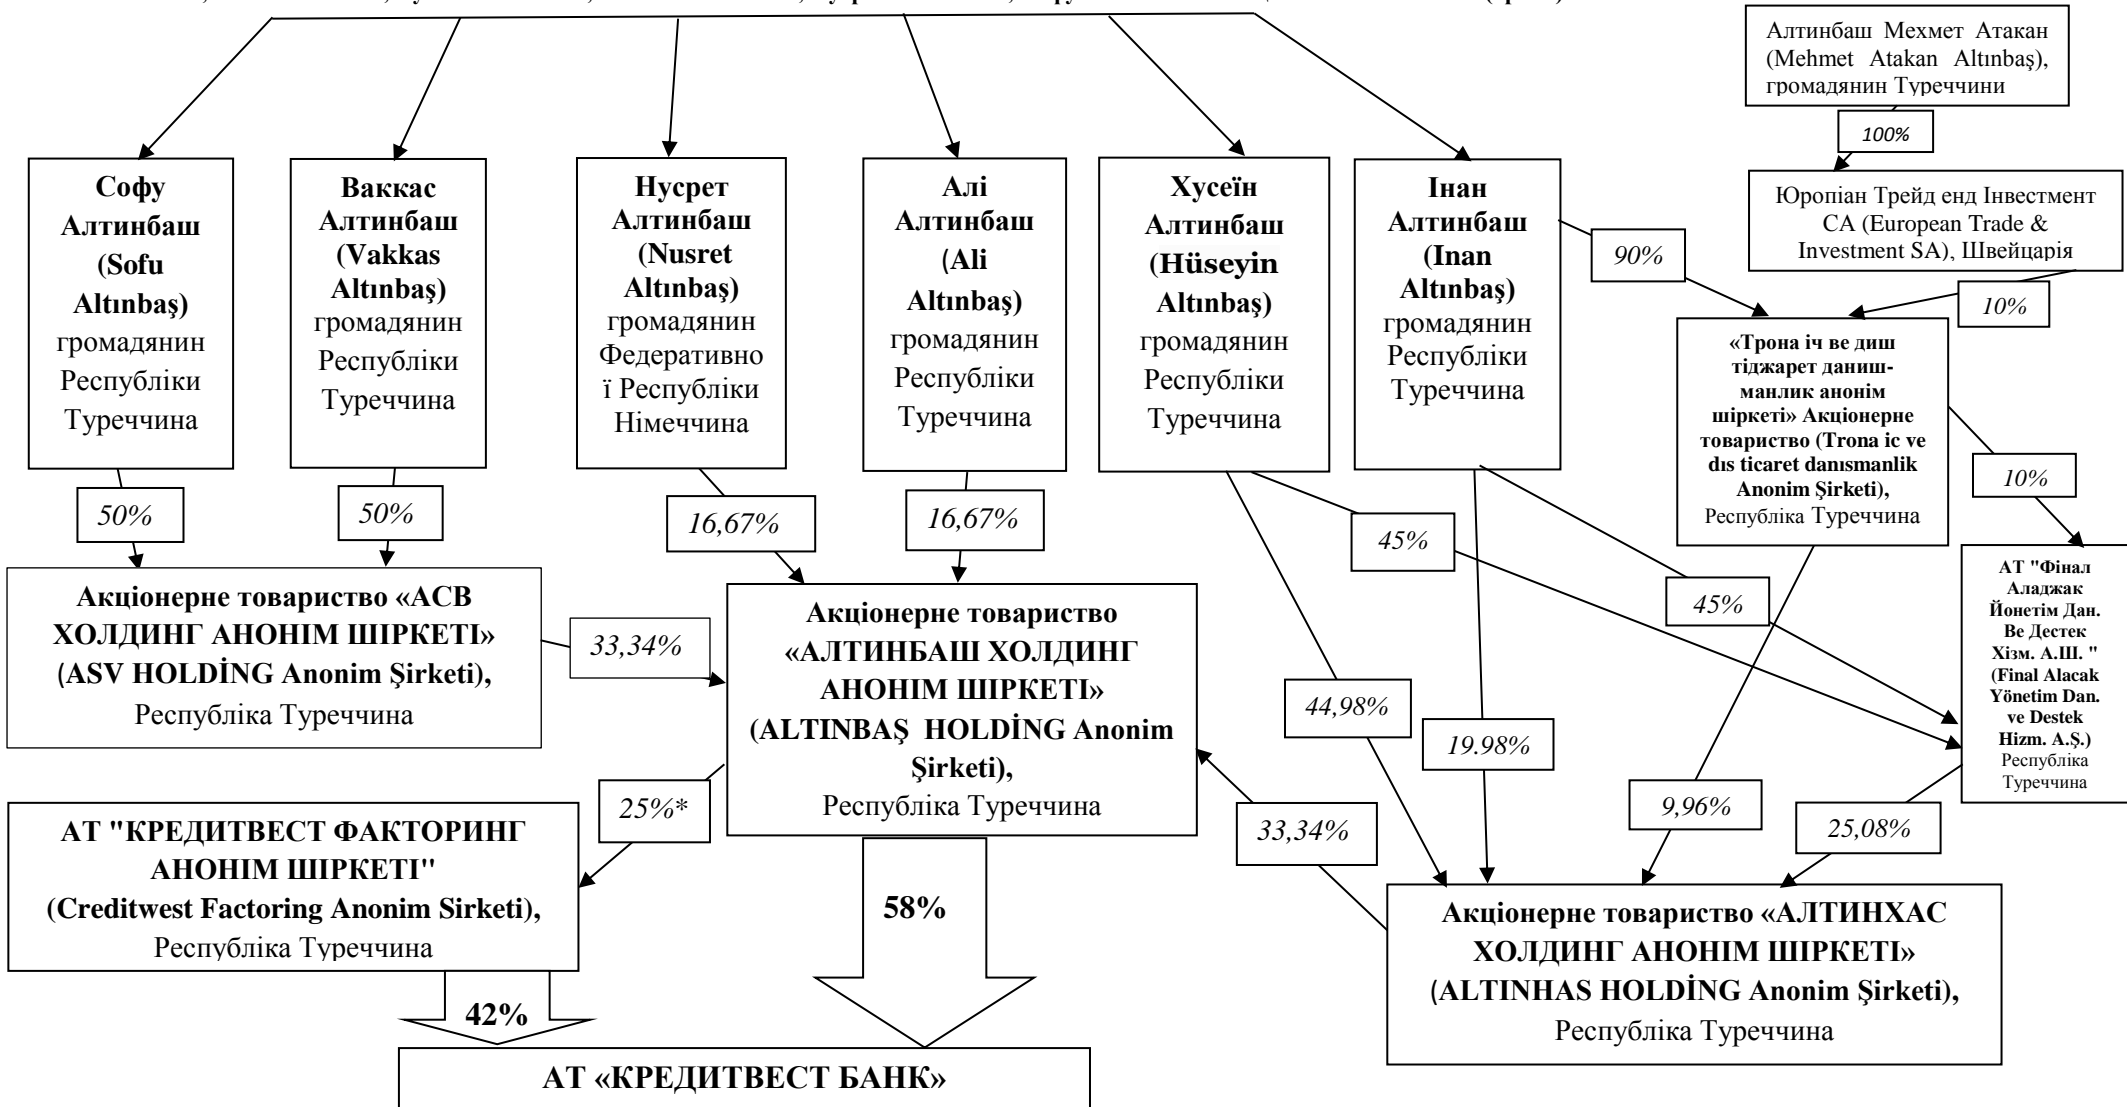 Алтинбаш Мехмет Атакан
(Mehmet Atakan Altınbaş),
громадянин Туреччини
100%
Юропіан Трейд енд Інвестмент
СА (European Trade &
Investment SA), Швейцарія
Софу
Алтинбаш
(Sofu
Altınbaş)
громадянин
Республіки
Туреччина
Ваккас
Алтинбаш
(Vakkas
Altınbaş)
громадянин
Республіки
Туреччина
Нусрет
Алтинбаш
(Nusret
Altınbaş)
громадянин
Федеративно
ї Республіки
Німеччина
Алі
Алтинбаш
(Ali
Altınbaş)
громадянин
Республіки
Туреччина
Хусеїн
Алтинбаш
(Hüseyin
Altınbaş)
громадянин
Республіки
Туреччина
Інан
Алтинбаш
(Inan
Altınbaş)
громадянин
Республіки
Туреччина
90%
10%
«Трона іч ве диш
тіджарет даниш-
манлик анонім
шіркеті» Акціонерне
товариство (Trona ic ve
dıs ticaret danısmanlik
Anonim Şirketi),
Республіка Туреччина
50%
50%
16,67%
16,67%
45%
10%
45%
АТ "Фінал
Аладжак
Йонетім Дан.
Ве Дестек
Хізм. А.Ш. "
(Final Alacak
Yönetim Dan.
ve Destek
Hizm. A.Ş.)
Республіка
Туреччина
Акціонерне товариство «АСВ
ХОЛДИНГ АНОНІМ ШІРКЕТІ»
(ASV HOLDİNG Anonim Şirketi),
Республіка Туреччина
33,34%
Акціонерне товариство
«АЛТИНБАШ ХОЛДИНГ
АНОНІМ ШІРКЕТІ»
(ALTINBAŞ HOLDİNG Anonim
Şirketi),
Республіка Туреччина
44,98%
19.98%
25%*
33,34%
9,96%
25,08%
АТ "КРЕДИТВЕСТ ФАКТОРИНГ
АНОНІМ ШІРКЕТІ"
(Creditwest Factoring Anonim Sirketi),
Республіка Туреччина
58%
Акціонерне товариство «АЛТИНХАС
ХОЛДИНГ АНОНІМ ШІРКЕТІ»
(ALTINHAS HOLDİNG Anonim Şirketi),
Республіка Туреччина
42%
АТ «КРЕДИТВЕСТ БАНК»